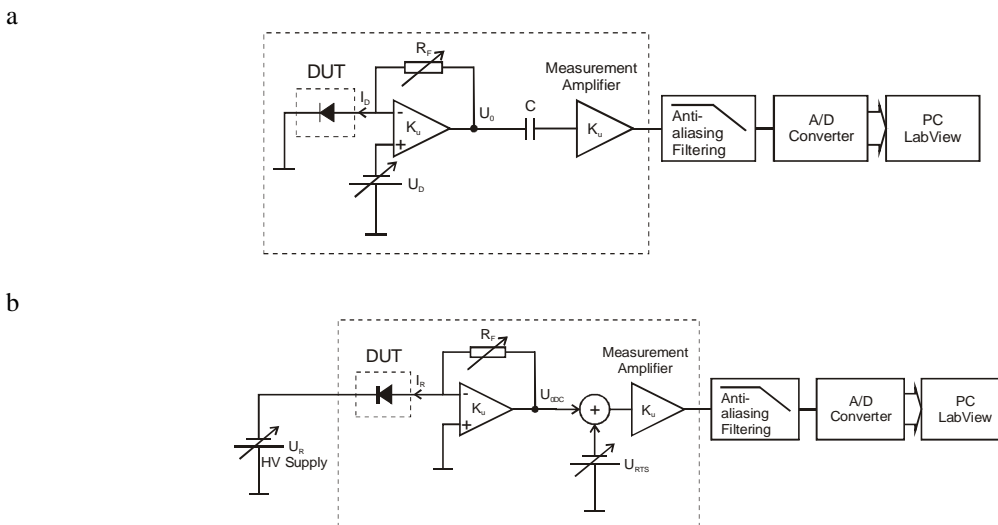 a
R_F
DUT
I_D
-
K_u
+
U_0
C
U_D
Measurement
Amplifier
K_u
Anti-
aliasing
Filtering
A/D
Converter
PC
LabView
b
R_F
DUT
I_R
-
K_u
+
U_0DC
+
U_RTS
Measurement
Amplifier
K_u
Anti-
aliasing
Filtering
A/D
Converter
PC
LabView
U_R
HV Supply